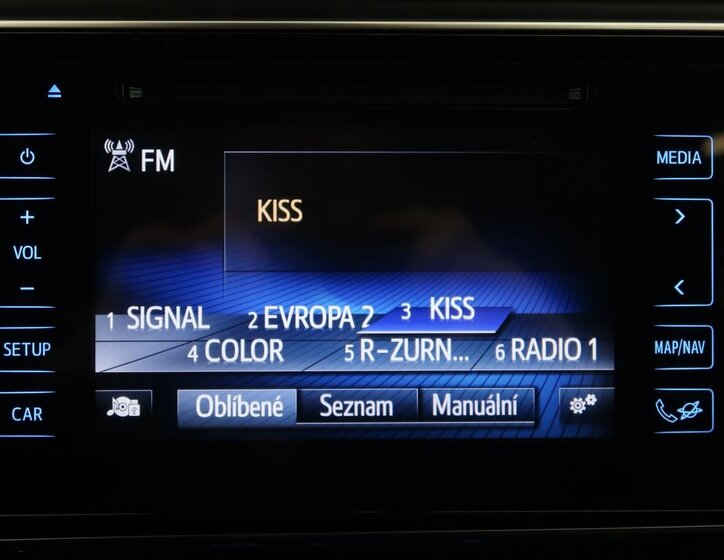 FM
MEDIA
KISS
+
VOL
-
1 SIGNAL 2 EVROPA 2 3 KISS
SETUP
4 COLOR 5 R-ZURN... 6 RADIO 1
MAP/NAV
CAR
Oblíbené Seznam Manuální